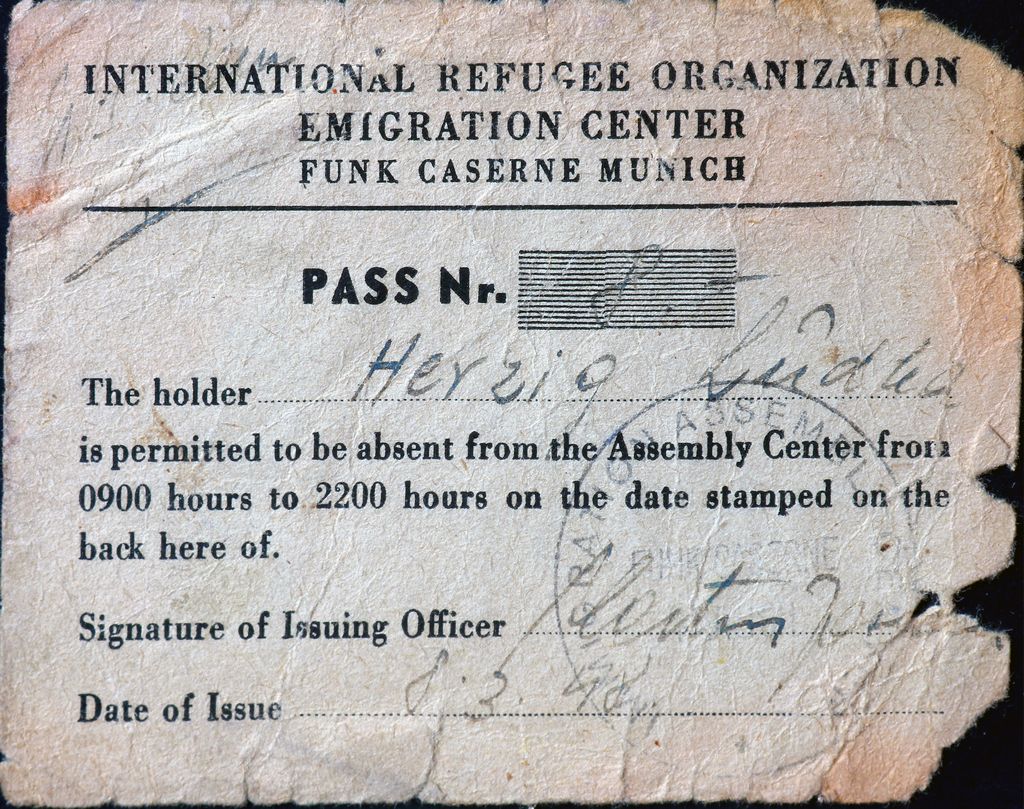 INTERNATIONAL REFUGEE ORGANIZATION
EMIGRATION CENTER
FUNK CASERNE MUNICH
PASS Nr.
The holder Herzig
is permitted to be absent from the Assembly Center from
0900 hours to 2200 hours on the date stamped on the
back here of.
Signature of Issuing Officer
Date of Issue 8.3.
ASSEMBLY